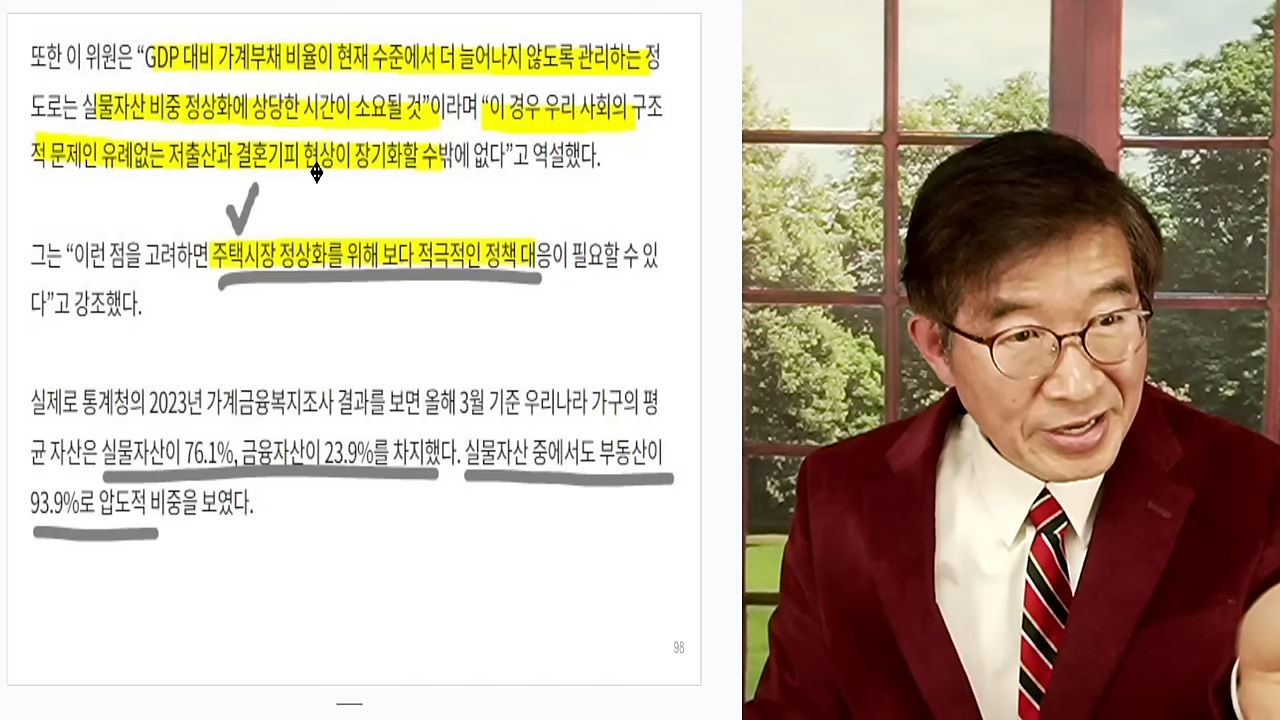 또한 이 위원은 “GDP 대비 가계부채 비율이 현재 수준에서 더 늘어나지 않도록 관리하는 정
도로는 실물자산 비중 정상화에 상당한 시간이 소요될 것”이라며 “이 경우 우리 사회의 구조
적 문제인 유례없는 저출산과 결혼기피 현상이 장기화할 수밖에 없다”고 역설했다.
그는 “이런 점을 고려하면 주택시장 정상화를 위해 보다 적극적인 정책 대응이 필요할 수 있
다”고 강조했다.
실제로 통계청의 2023년 가계금융복지조사 결과를 보면 올해 3월 기준 우리나라 가구의 평
균 자산은 실물자산이 76.1%, 금융자산이 23.9%를 차지했다. 실물자산 중에서도 부동산이
93.9%로 압도적 비중을 보였다.
98